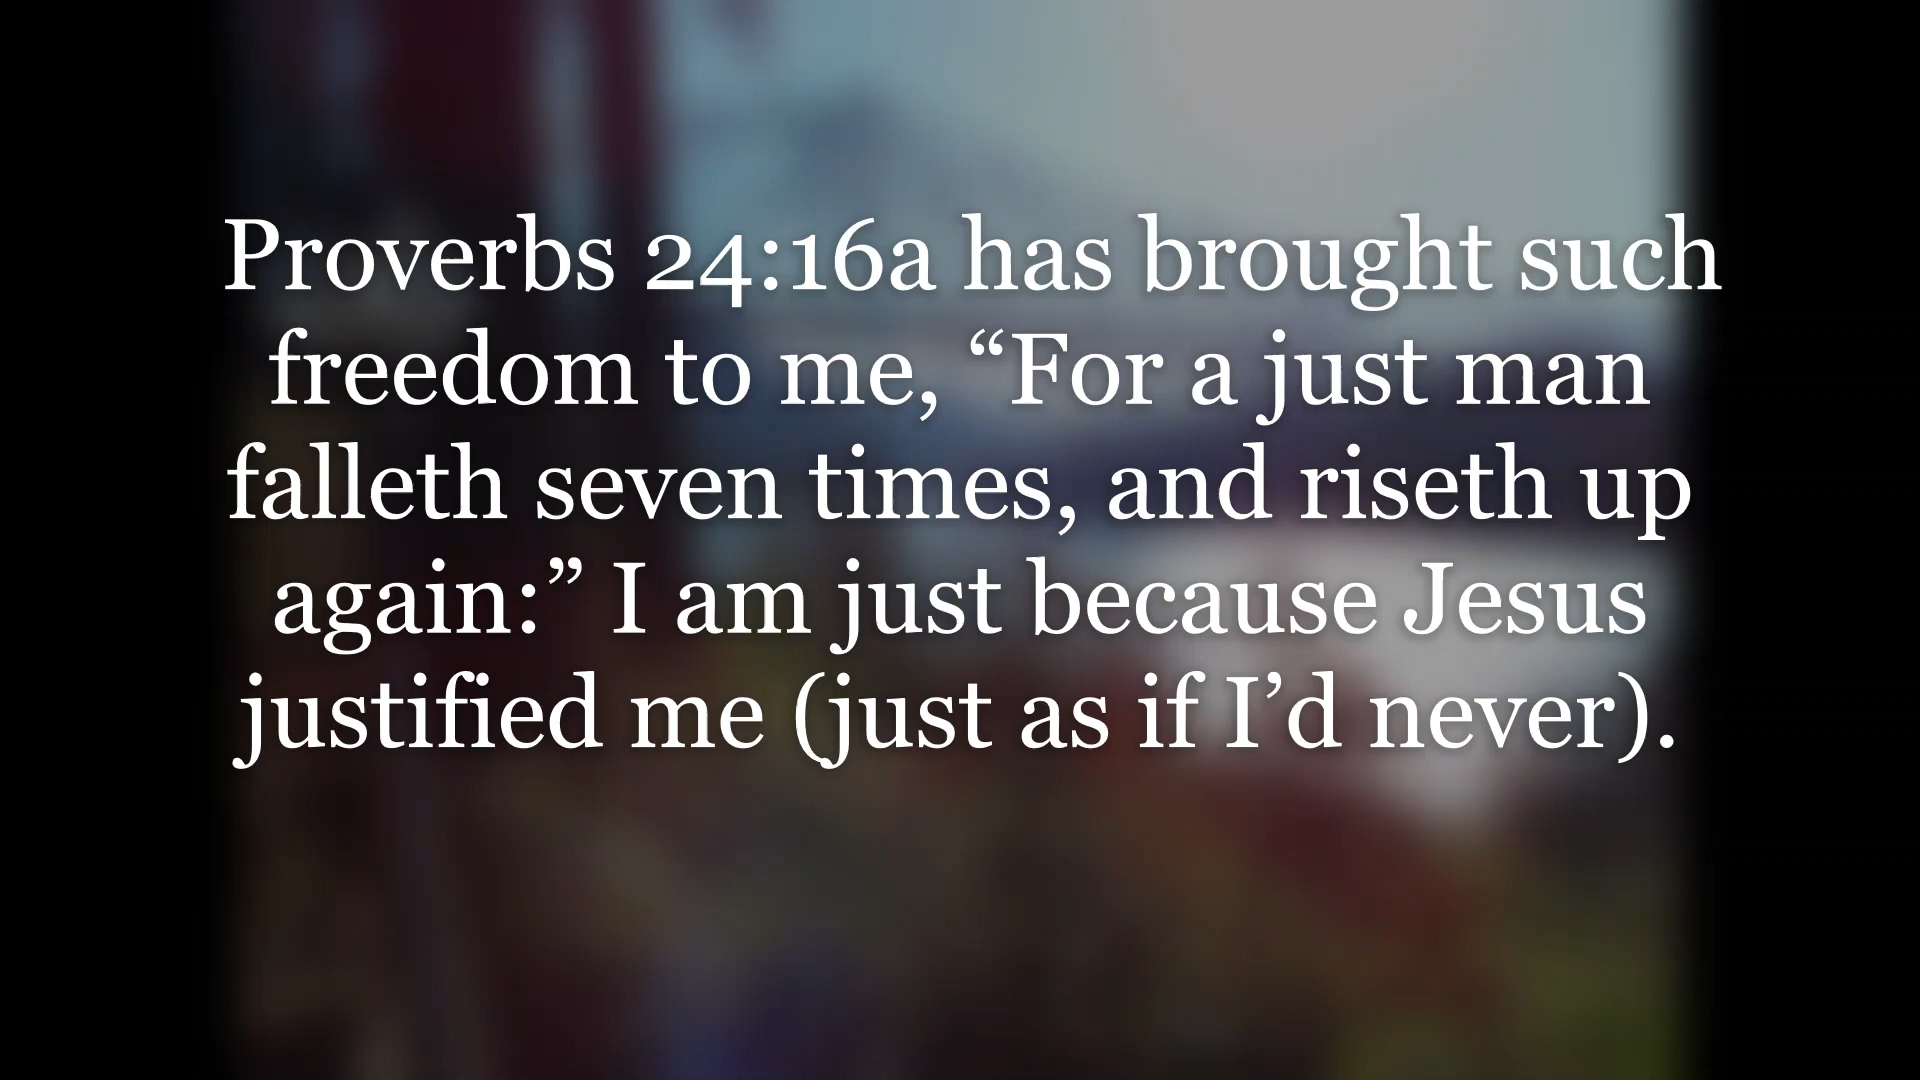 Proverbs 24:16a has brought such
freedom to me, “For a just man
falleth seven times, and riseth up
again:” I am just because Jesus
justified me (just as if I’d never).